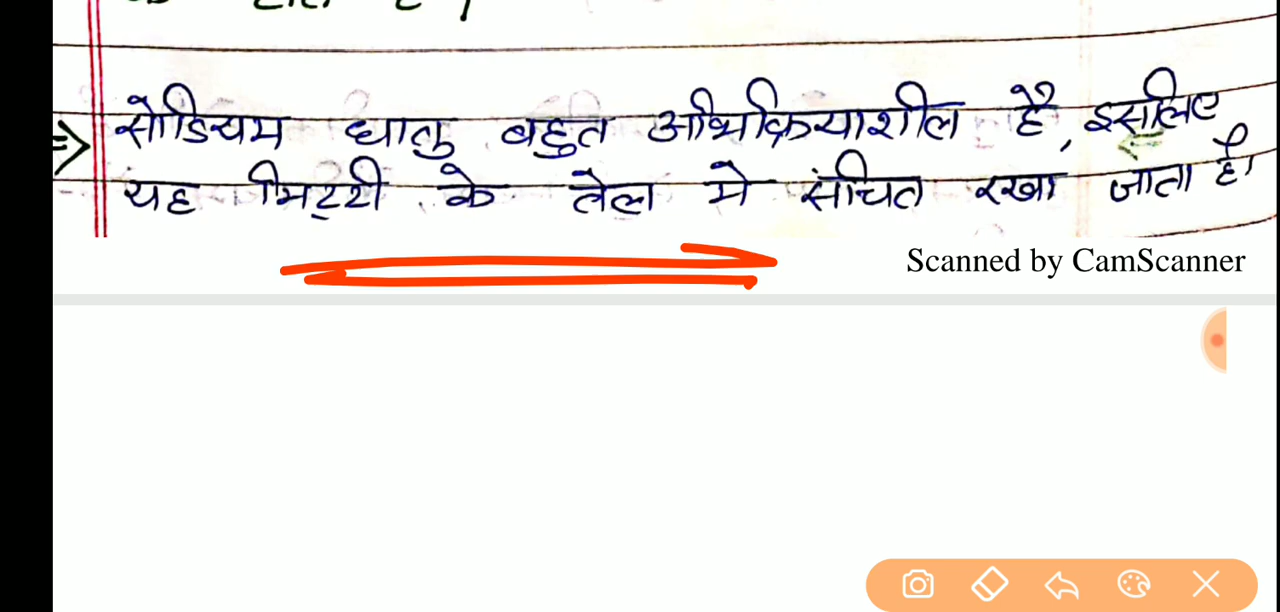 => सोडियम धातु बहुत अभिक्रियाशील है, इसलिए
यह मिट्टी के तेल मे संचित रखा जाता है।
Scanned by CamScanner